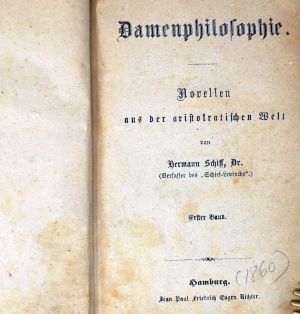 Damenphilosophie.
Novellen
aus der aristokratischen Welt
von
Hermann Schiff, Dr.
(Verfasser des „Schief-Levinche“.)
Erster Band.
Hamburg.
(1860)
Jean Paul Friedrich Eugen Richter.